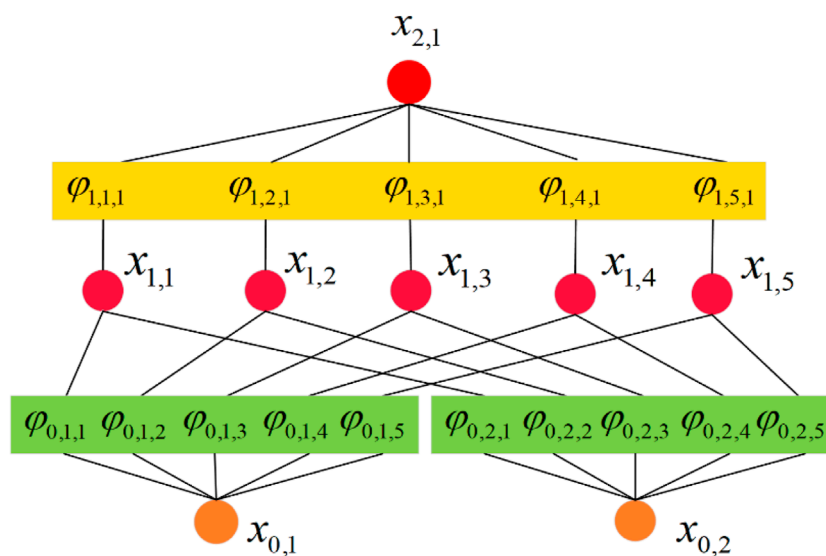 x_{2,1}
φ_{1,1,1} φ_{1,2,1} φ_{1,3,1} φ_{1,4,1} φ_{1,5,1}
x_{1,1} x_{1,2} x_{1,3} x_{1,4} x_{1,5}
φ_{0,1,1} φ_{0,1,2} φ_{0,1,3} φ_{0,1,4} φ_{0,1,5} φ_{0,2,1} φ_{0,2,2} φ_{0,2,3} φ_{0,2,4} φ_{0,2,5}
x_{0,1} x_{0,2}